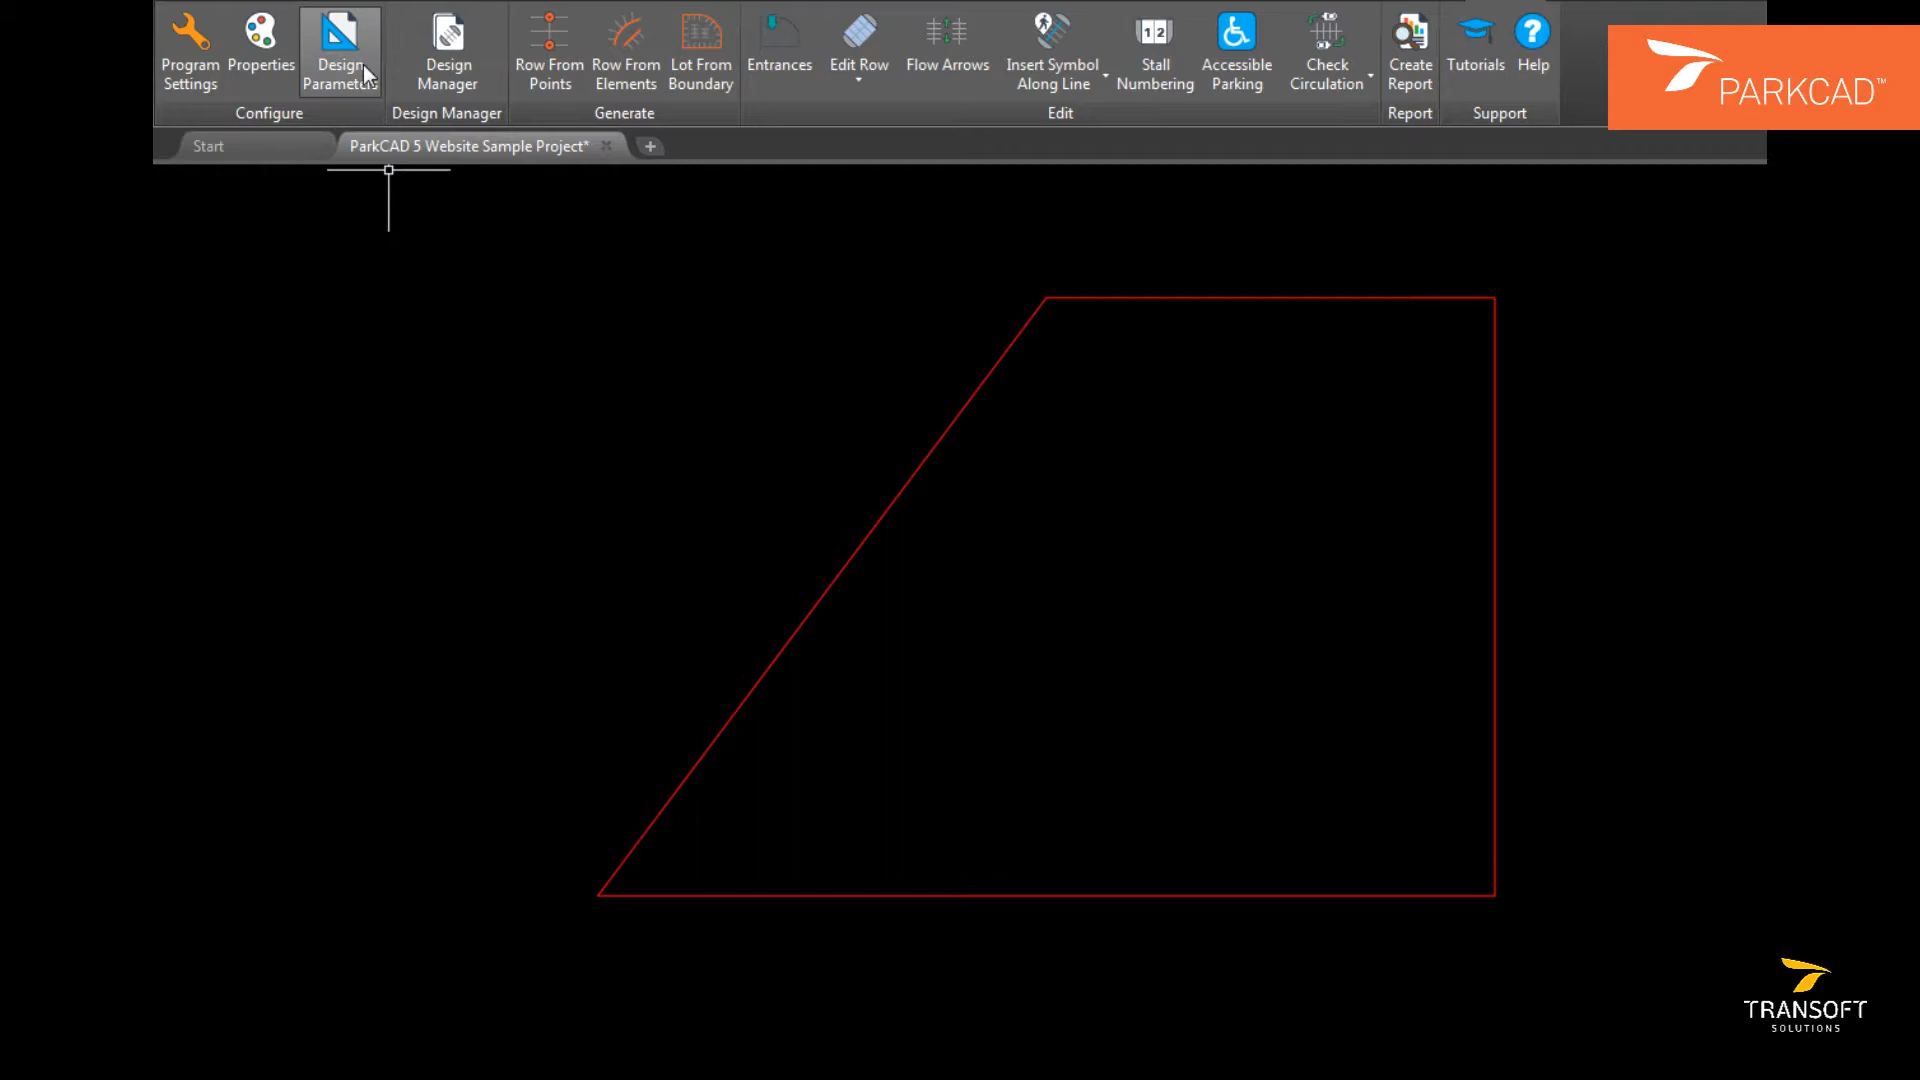 Program Settings
Properties
Design Parameters
Design Manager
Row From Points
Row From Elements
Lot From Boundary
Entrances
Edit Row
Flow Arrows
Insert Symbol Along Line
1 2
Stall Numbering
Accessible Parking
Check Circulation
Create Report
Tutorials
?
Help
Configure
Design Manager
Generate
Edit
Report
Support
PARKCAD™
Start
ParkCAD 5 Website Sample Project*
TRANSOFT
SOLUTIONS